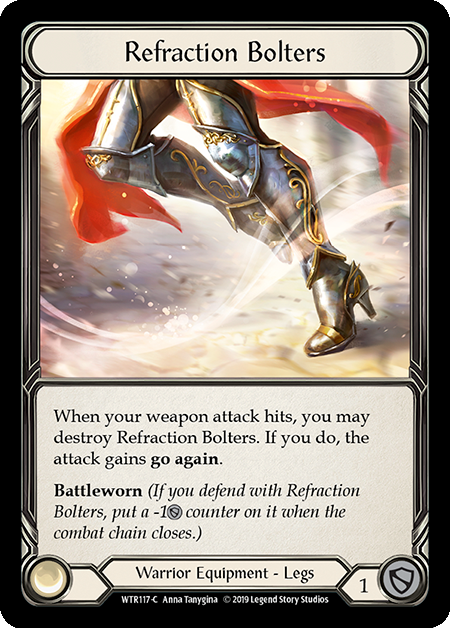 Refraction Bolters
When your weapon attack hits, you may
destroy Refraction Bolters. If you do, the
attack gains go again.
Battleworn (If you defend with Refraction
Bolters, put a -1 counter on it when the
combat chain closes.)
Warrior Equipment - Legs
1
WTR117-C Anna Tanygina © 2019 Legend Story Studios